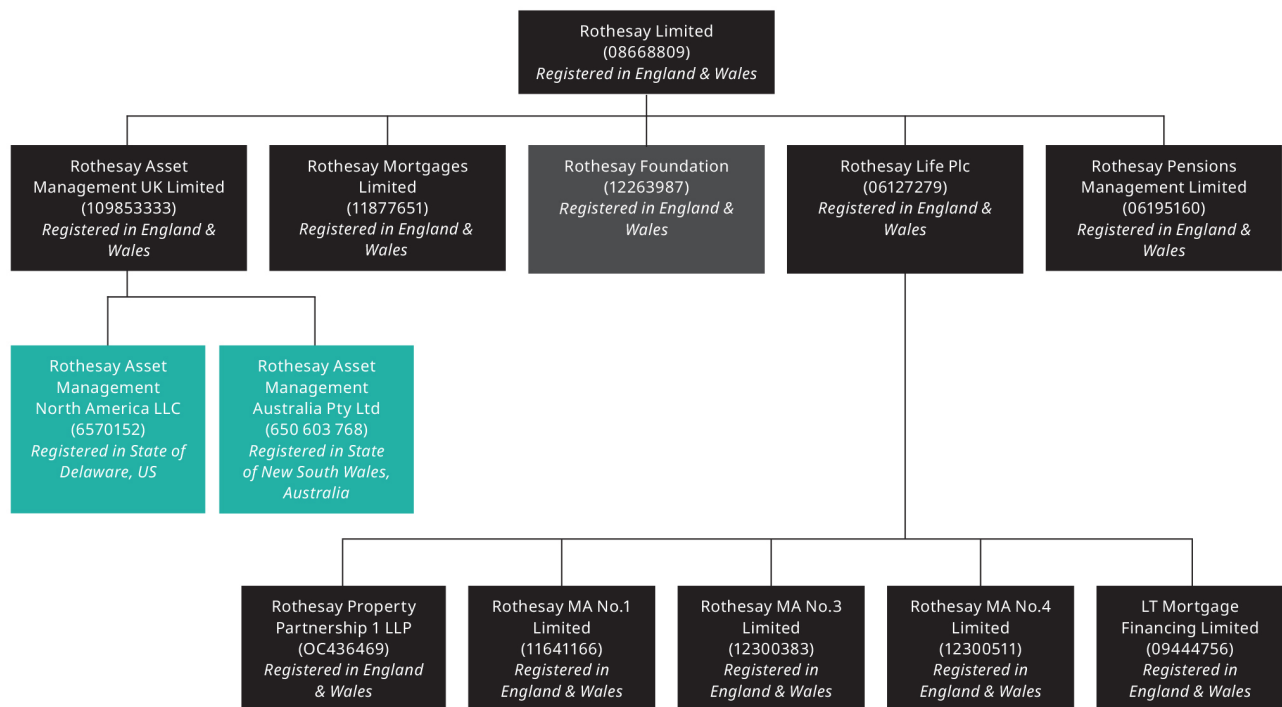 Rothesay Limited
(08668809)
Registered in England & Wales
Rothesay Asset
Management UK Limited
(109853333)
Registered in England &
Wales
Rothesay Mortgages
Limited
(11877651)
Registered in England &
Wales
Rothesay Foundation
(12263987)
Registered in England &
Wales
Rothesay Life Plc
(06127279)
Registered in England &
Wales
Rothesay Pensions
Management Limited
(06195160)
Registered in England &
Wales
Rothesay Asset
Management
North America LLC
(6570152)
Registered in State of
Delaware, US
Rothesay Asset
Management
Australia Pty Ltd
(650 603 768)
Registered in State
of New South Wales,
Australia
Rothesay Property
Partnership 1 LLP
(OC436469)
Registered in England
& Wales
Rothesay MA No.1
Limited
(11641166)
Registered in
England & Wales
Rothesay MA No.3
Limited
(12300383)
Registered in
England & Wales
Rothesay MA No.4
Limited
(12300511)
Registered in
England & Wales
LT Mortgage
Financing Limited
(09444756)
Registered in
England & Wales